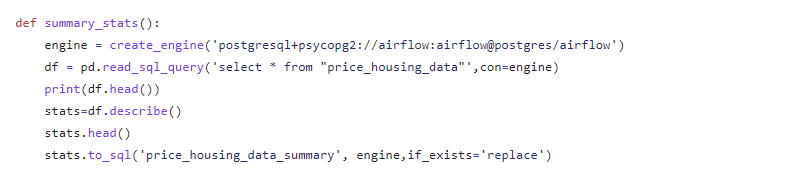 def summary_stats():
    engine = create_engine('postgresql+psycopg2://airflow:airflow@postgres/airflow')
    df = pd.read_sql_query('select * from "price_housing_data"',con=engine)
    print(df.head())
    stats=df.describe()
    stats.head()
    stats.to_sql('price_housing_data_summary', engine,if_exists='replace')